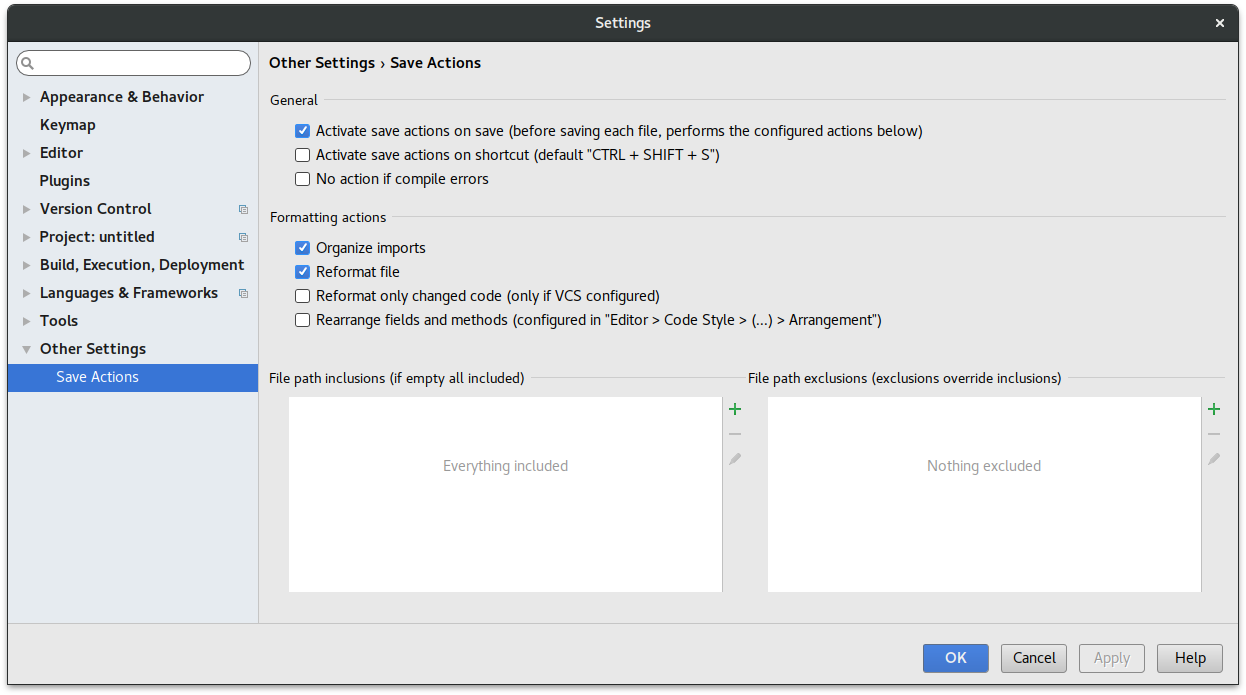 Settings
Other Settings › Save Actions
Appearance & Behavior
Keymap
Editor
Plugins
Version Control
Project: untitled
Build, Execution, Deployment
Languages & Frameworks
Tools
Other Settings
Save Actions
General
Activate save actions on save (before saving each file, performs the configured actions below)
Activate save actions on shortcut (default "CTRL + SHIFT + S")
No action if compile errors
Formatting actions
Organize imports
Reformat file
Reformat only changed code (only if VCS configured)
Rearrange fields and methods (configured in "Editor > Code Style > (...) > Arrangement")
File path inclusions (if empty all included)
Everything included
File path exclusions (exclusions override inclusions)
Nothing excluded
OK
Cancel
Apply
Help